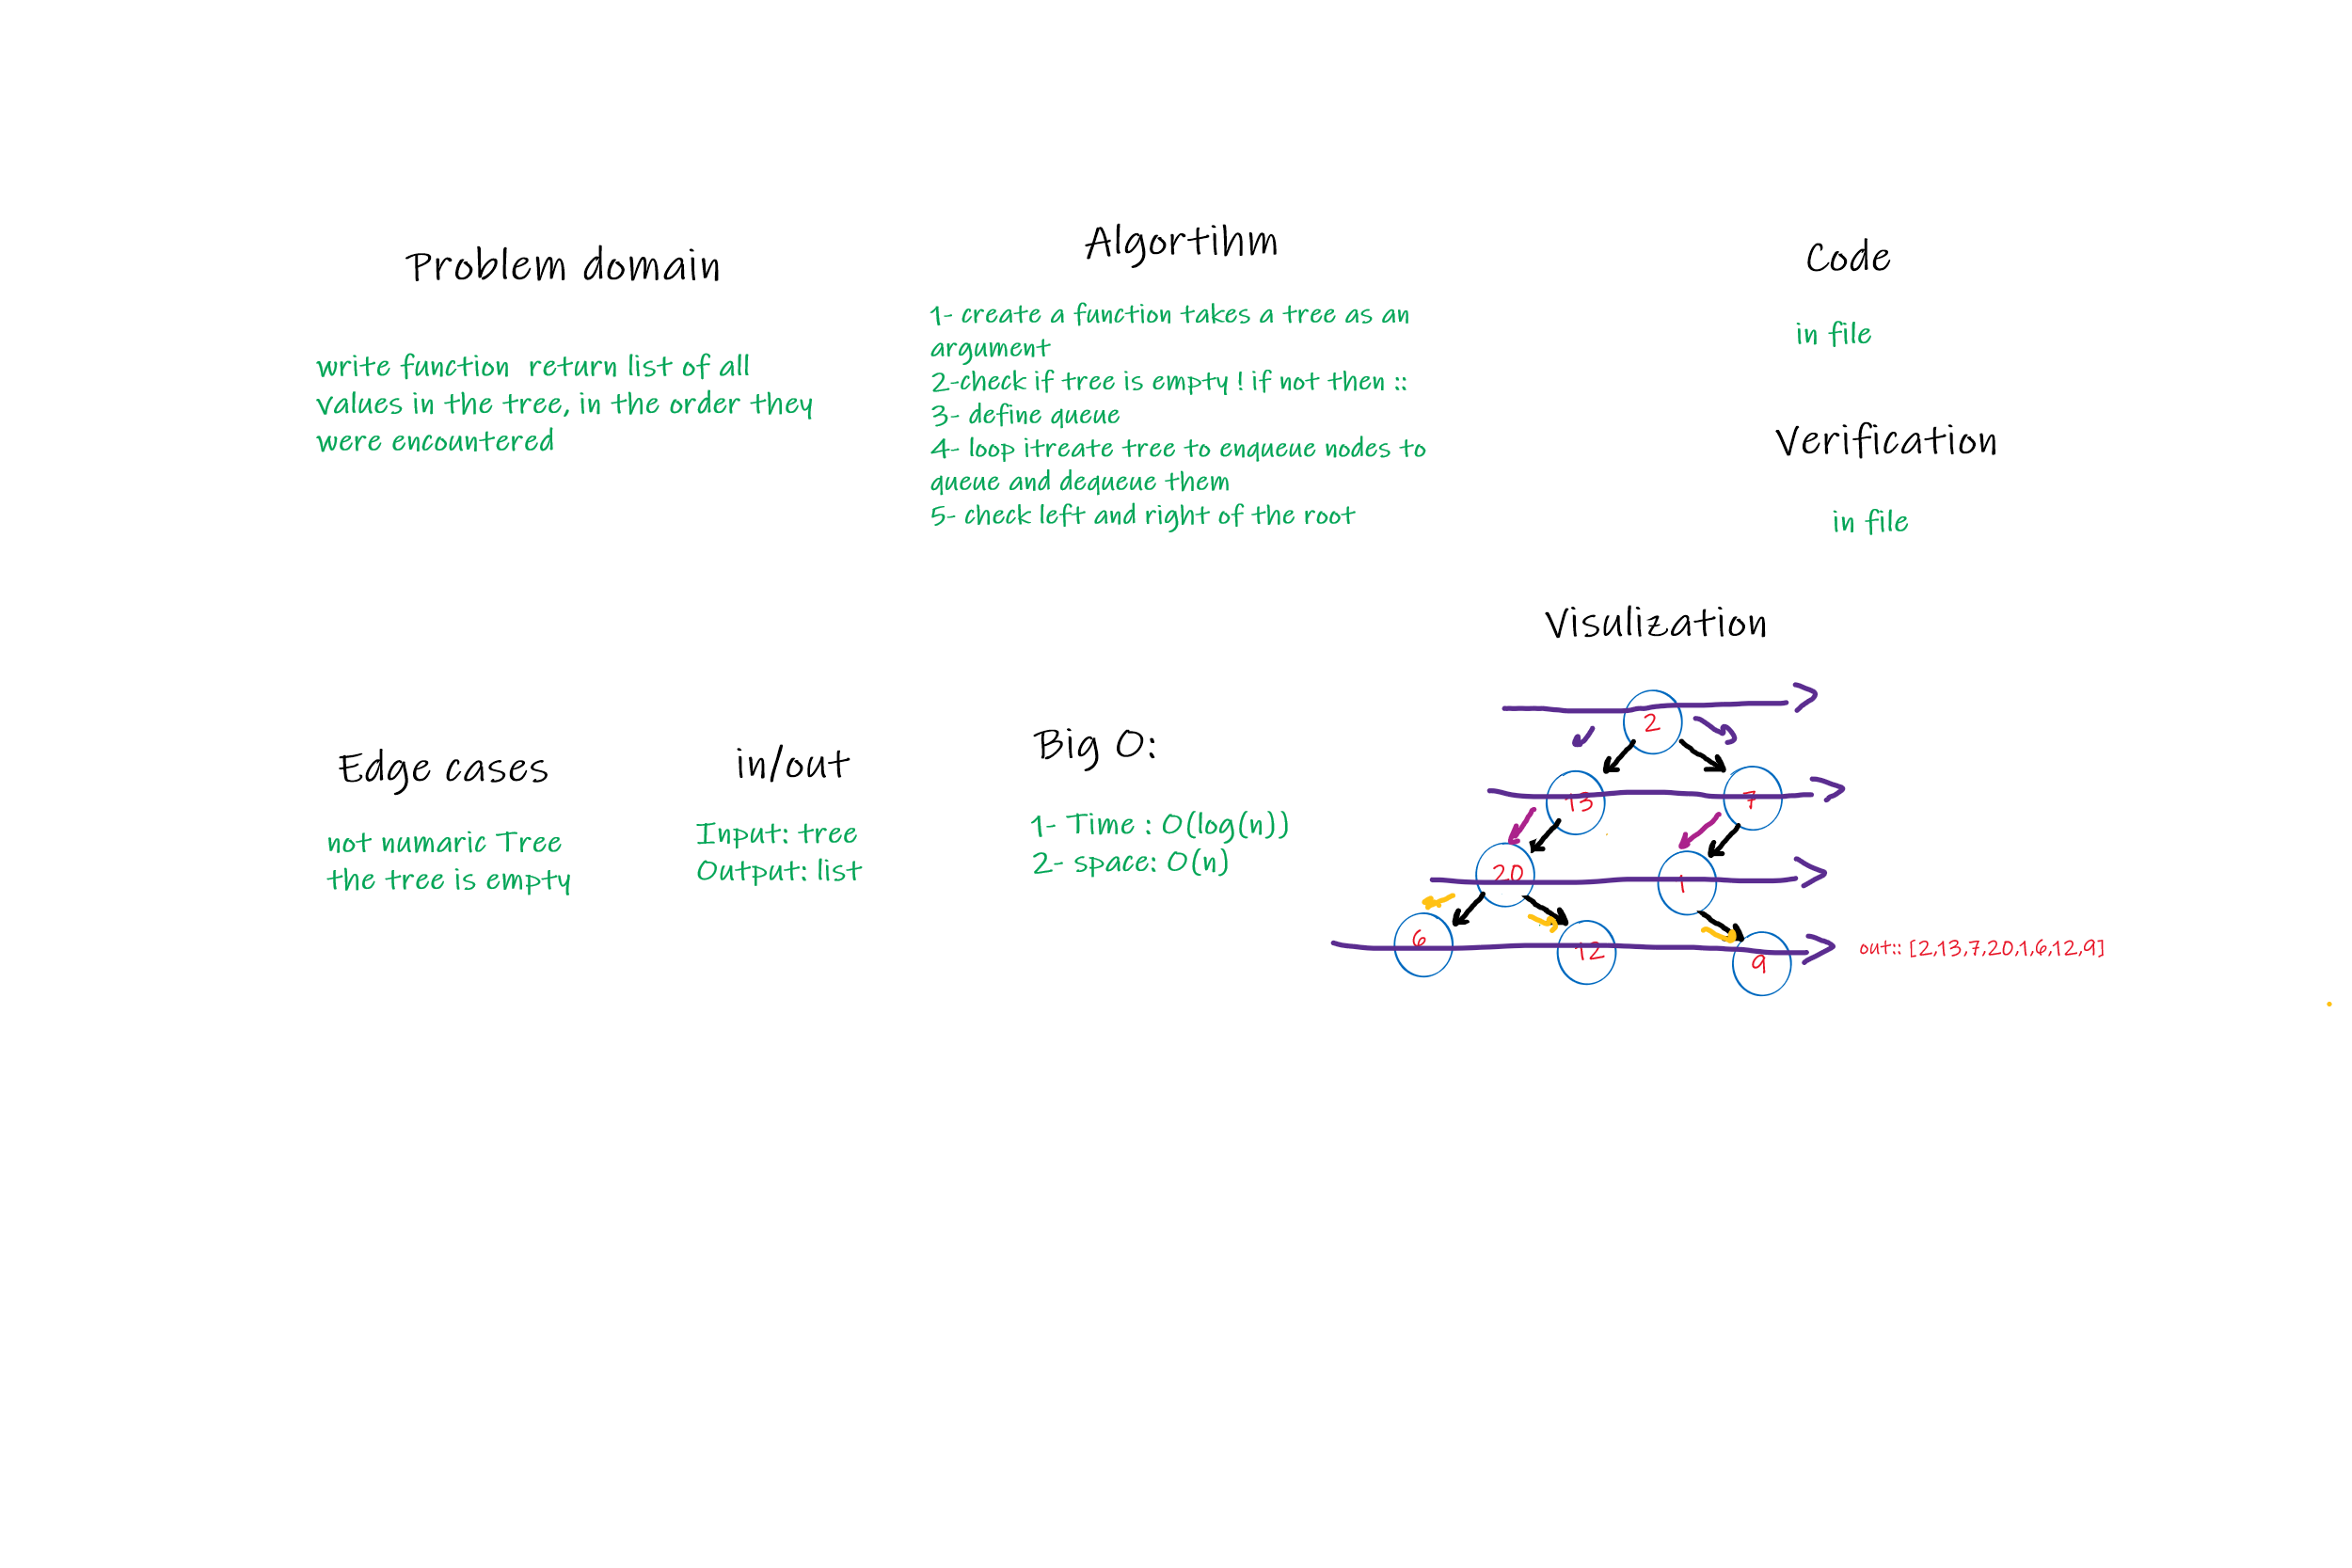 Problem domain
write function return list of all
values in the tree, in the order they
were encountered
Algortihm
1- create a function takes a tree as an
argument
2-check if tree is empty ! if not then ::
3- define queue
4- loop itreate tree to enqueue nodes to
queue and dequeue them
5- check left and right of the root
Code
in file
Verification
in file
Edge cases
not numaric Tree
the tree is empty
in/out
Input: tree
Output: list
Big O:
1- Time : O(log(n))
2- space: O(n)
Visulization
2
13 7
20 1
6 12 9
out:: [2,13,7,20,1,6,12,9]